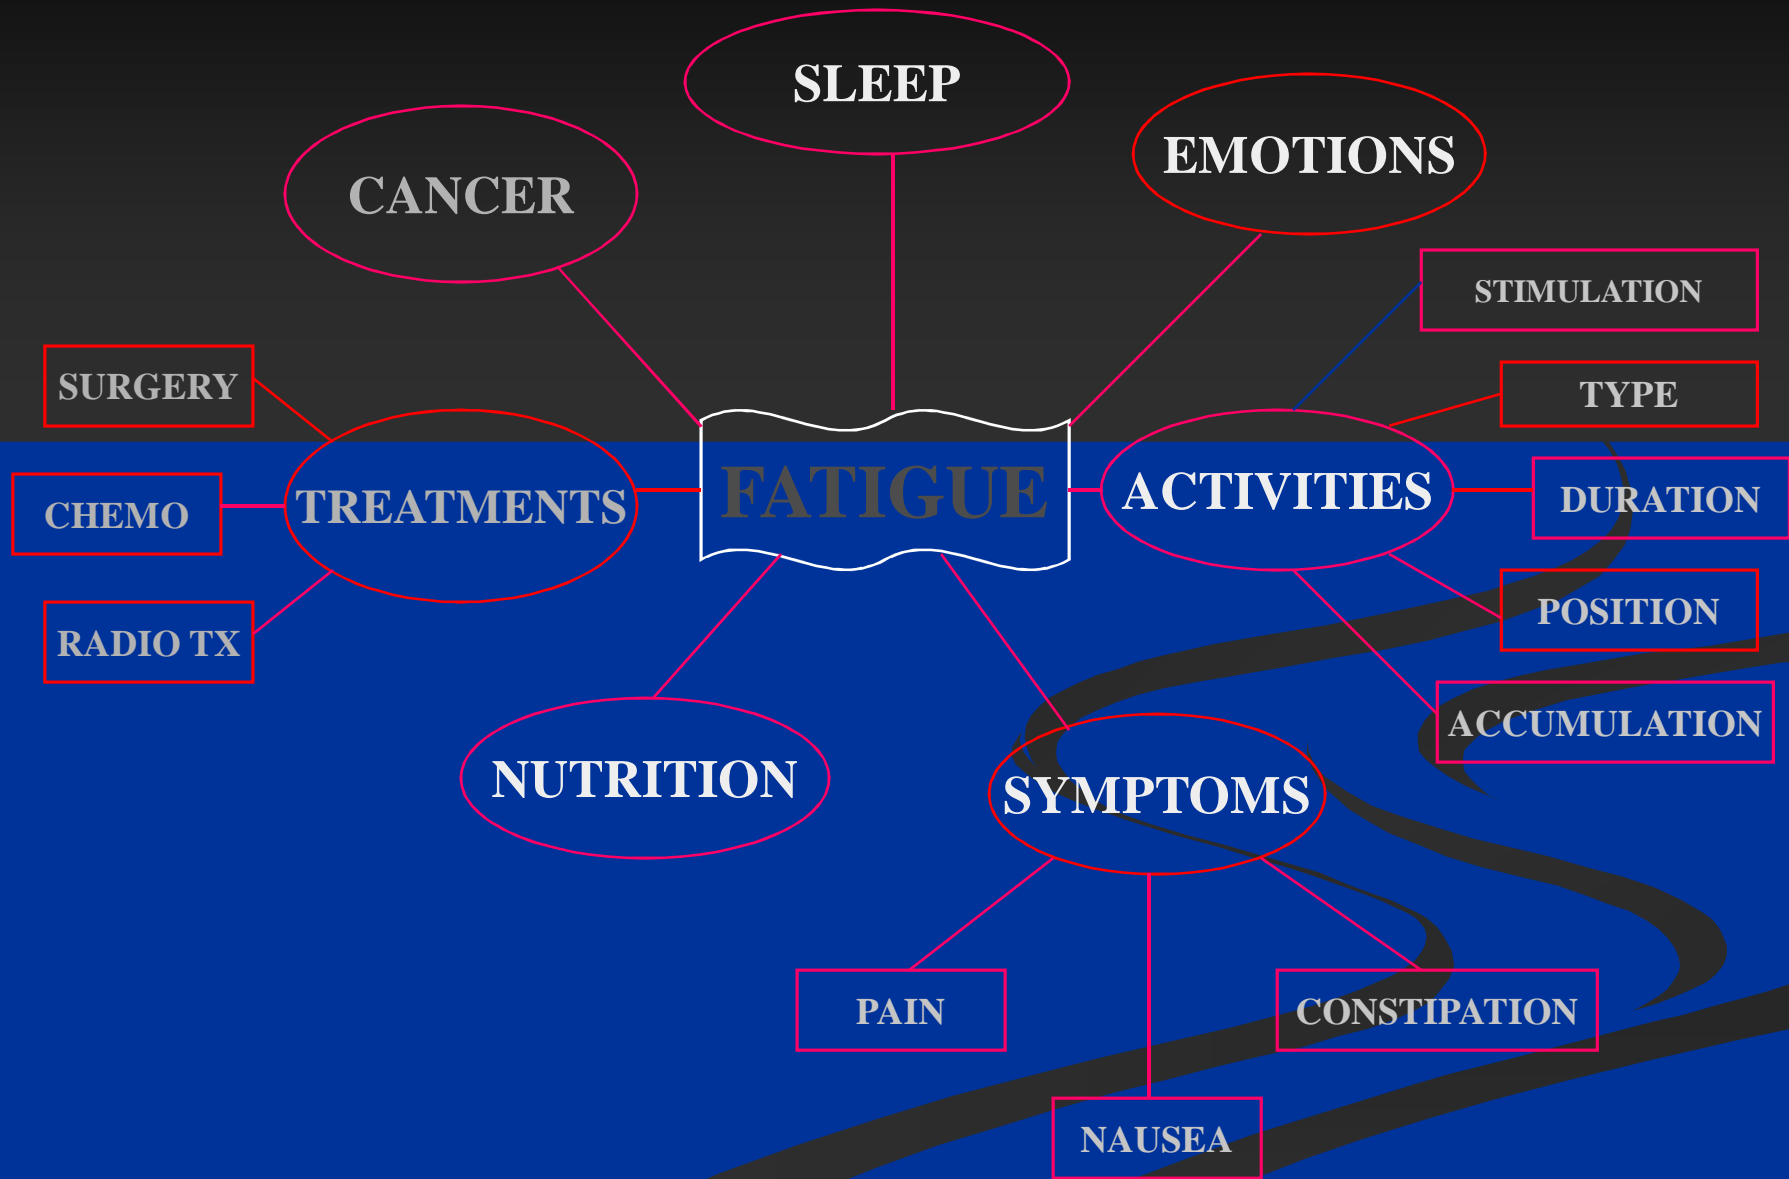 SLEEP
EMOTIONS
CANCER
STIMULATION
SURGERY
TYPE
FATIGUE
ACTIVITIES
DURATION
TREATMENTS
CHEMO
POSITION
RADIO TX
ACCUMULATION
NUTRITION
SYMPTOMS
PAIN
CONSTIPATION
NAUSEA